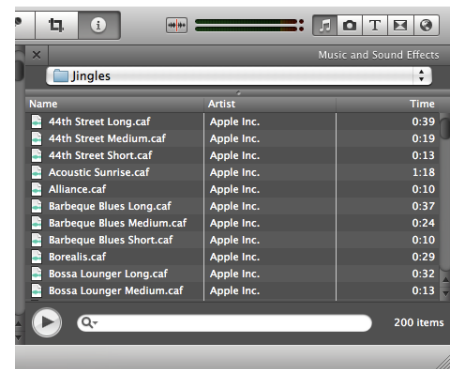 T
Music and Sound Effects
Jingles
Name Artist Time
44th Street Long.caf Apple Inc. 0:39
44th Street Medium.caf Apple Inc. 0:19
44th Street Short.caf Apple Inc. 0:13
Acoustic Sunrise.caf Apple Inc. 1:18
Alliance.caf Apple Inc. 0:10
Barbeque Blues Long.caf Apple Inc. 0:37
Barbeque Blues Medium.caf Apple Inc. 0:24
Barbeque Blues Short.caf Apple Inc. 0:10
Borealis.caf Apple Inc. 0:29
Bossa Lounger Long.caf Apple Inc. 0:32
Bossa Lounger Medium.caf Apple Inc. 0:13
200 items